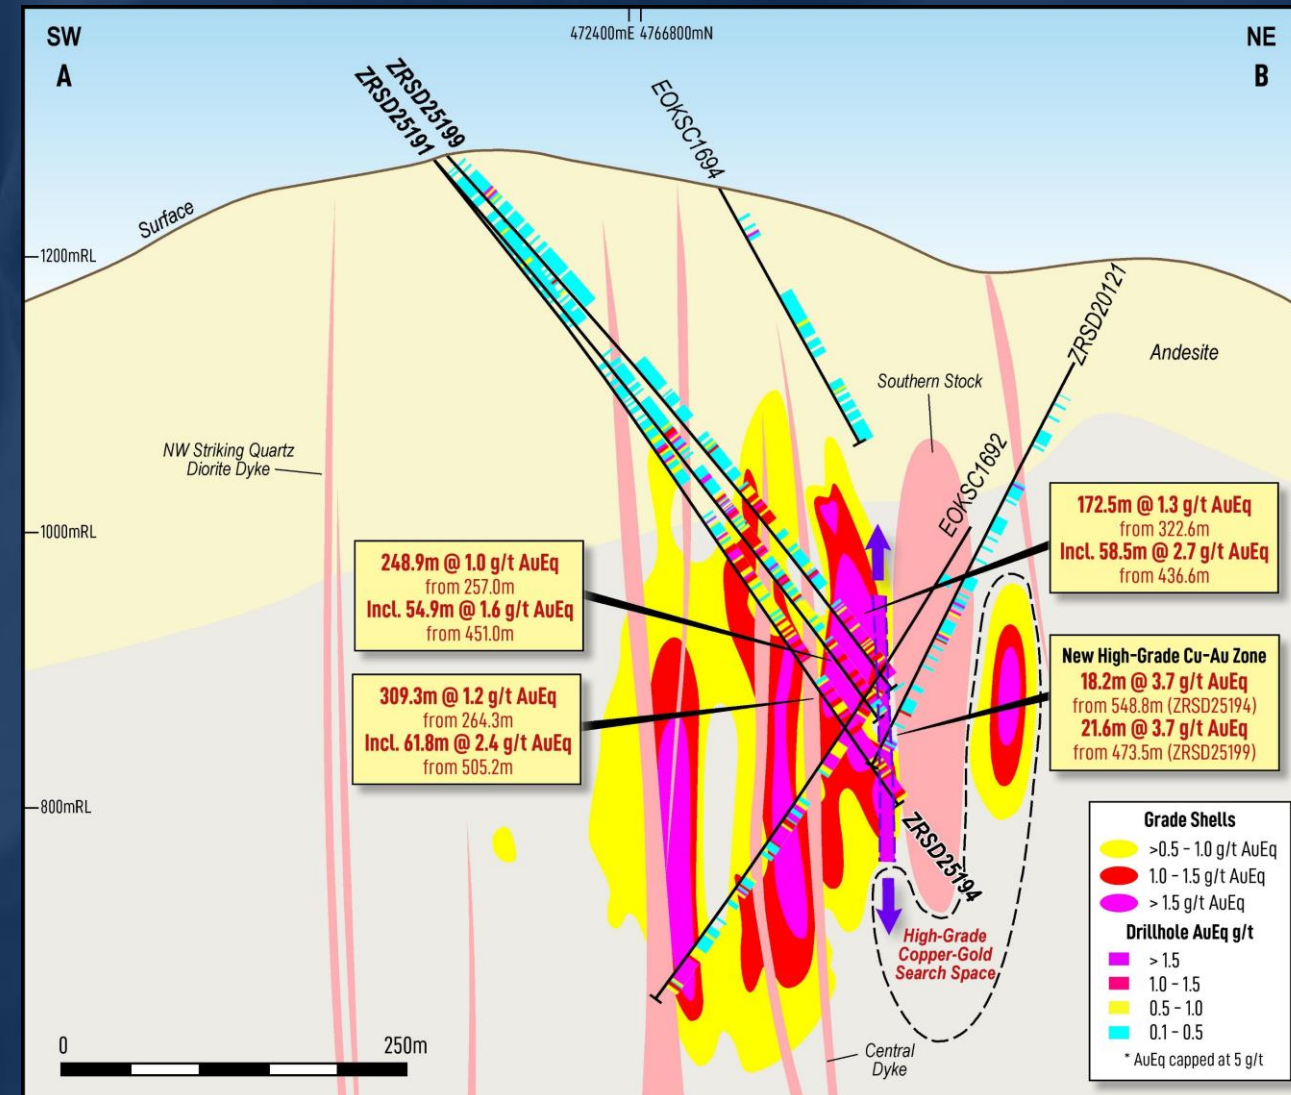 SW
A
472400mE 4766800mN
NE
B
ZRSD25199
ZRSD25191
EOKSC1694
Surface
1200mRL
ZRSD20121
Andesite
Southern Stock
NW Striking Quartz
Diorite Dyke
EOKSC1692
172.5m @ 1.3 g/t AuEq
from 322.6m
Incl. 58.5m @ 2.7 g/t AuEq
from 436.6m
1000mRL
248.9m @ 1.0 g/t AuEq
from 257.0m
Incl. 54.9m @ 1.6 g/t AuEq
from 451.0m
New High-Grade Cu-Au Zone
18.2m @ 3.7 g/t AuEq
from 548.8m (ZRSD25194)
21.6m @ 3.7 g/t AuEq
from 473.5m (ZRSD25199)
309.3m @ 1.2 g/t AuEq
from 264.3m
Incl. 61.8m @ 2.4 g/t AuEq
from 505.2m
800mRL
ZRSD25194
High-Grade
Copper-Gold
Search Space
Central
Dyke
0 250m
Grade Shells
>0.5 - 1.0 g/t AuEq
1.0 - 1.5 g/t AuEq
> 1.5 g/t AuEq
Drillhole AuEq g/t
> 1.5
1.0 - 1.5
0.5 - 1.0
0.1 - 0.5
* AuEq capped at 5 g/t